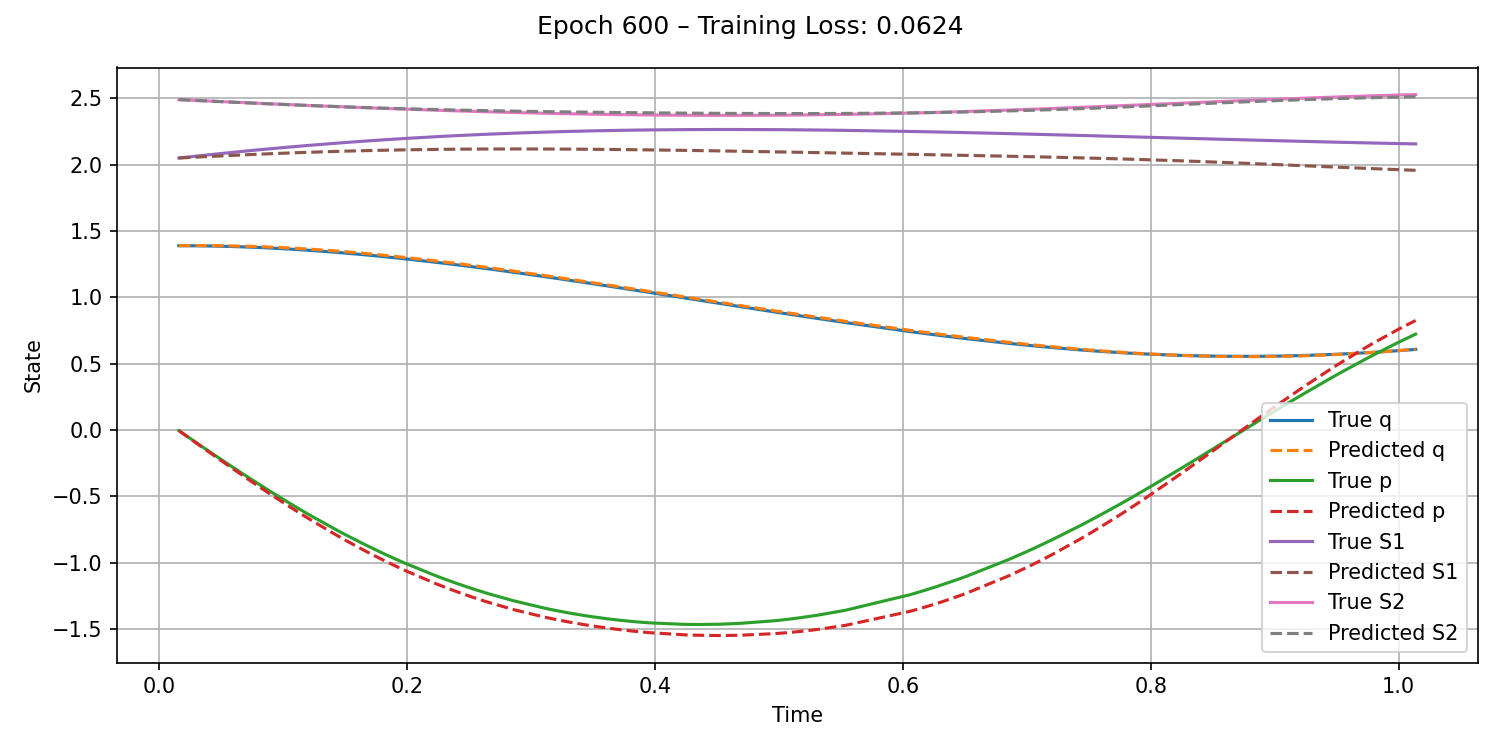 Epoch 600 – Training Loss: 0.0624
2.5
2.0
1.5
1.0
0.5
0.0
−0.5
−1.0
−1.5
State
True q
Predicted q
True p
Predicted p
True S1
Predicted S1
True S2
Predicted S2
0.0 0.2 0.4 0.6 0.8 1.0
Time